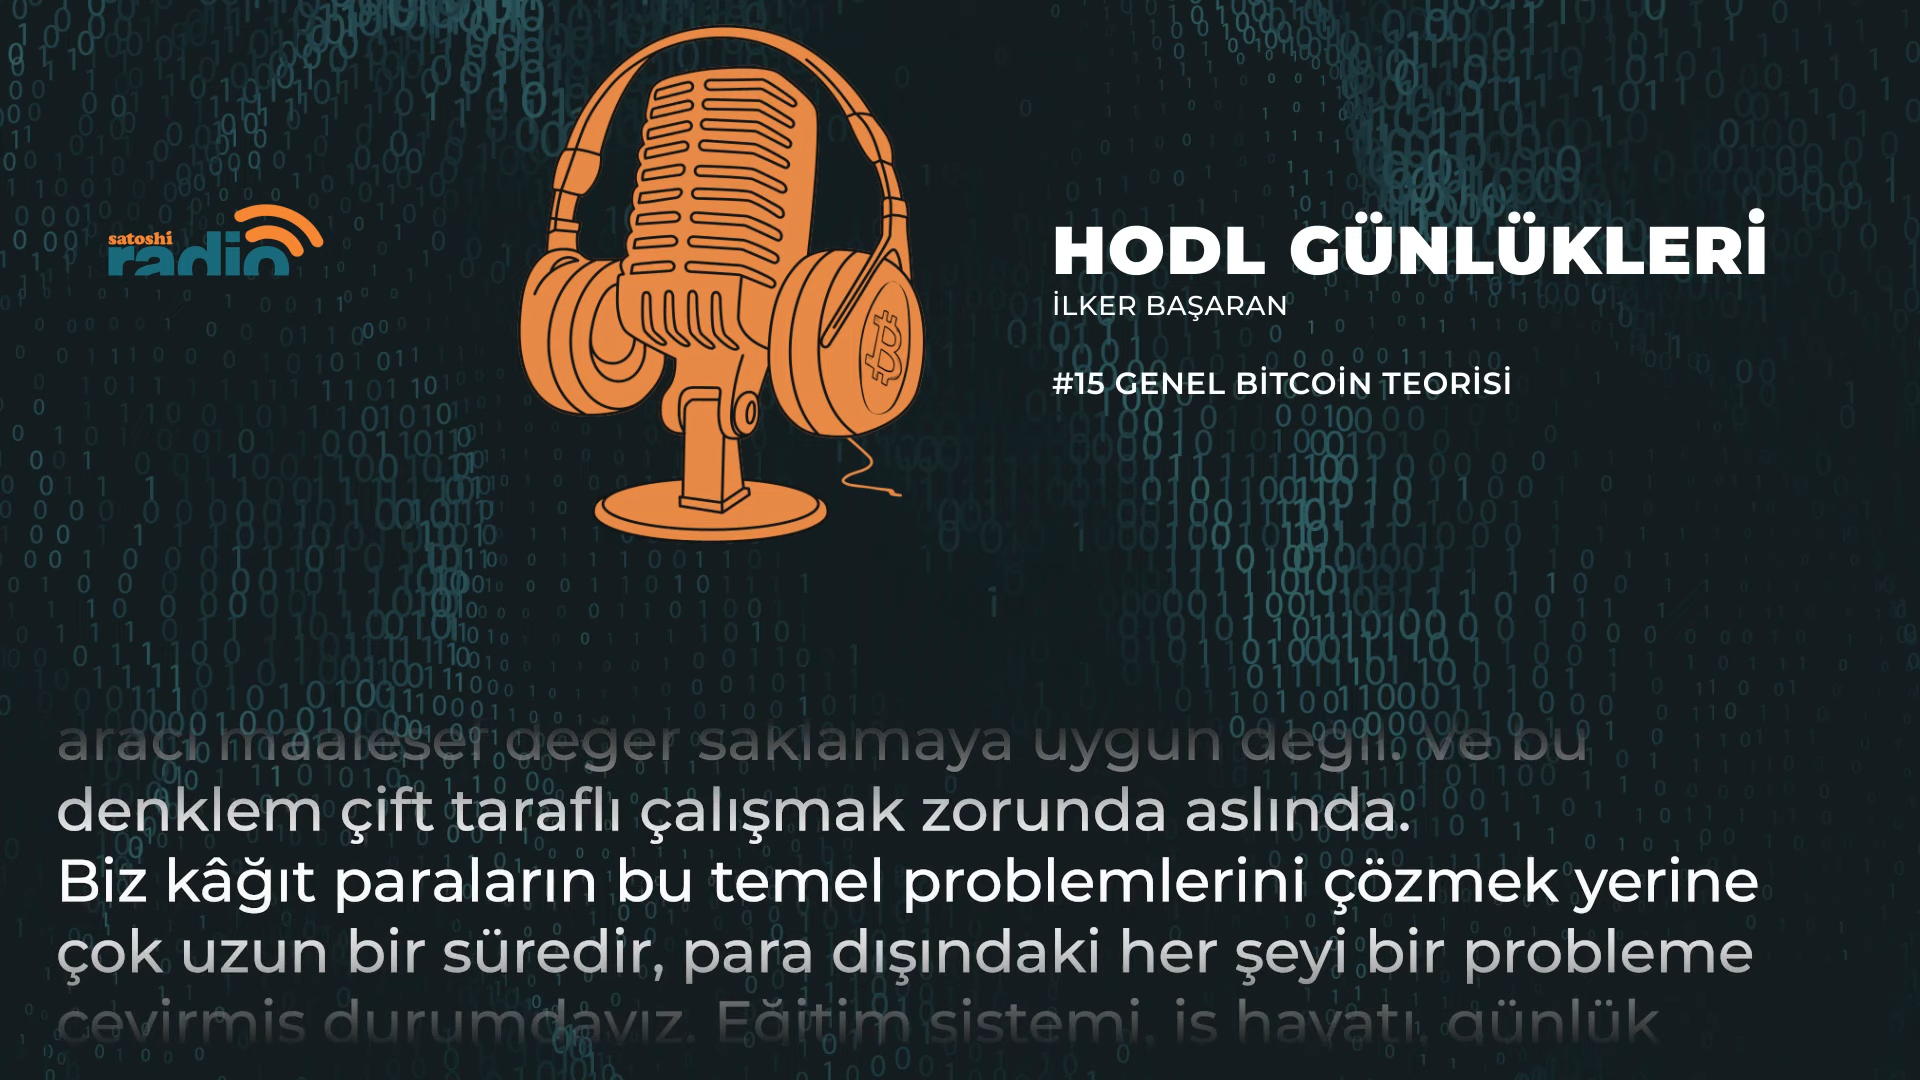 satoshi
radio
HODL GÜNLÜKLERİ
İLKER BAŞARAN
#15 GENEL BİTCOİN TEORİSİ
aracı maalesef değer saklamaya uygun değil. Ve bu
denklem çift taraflı çalışmak zorunda aslında.
Biz kâğıt paraların bu temel problemlerini çözmek yerine
çok uzun bir süredir, para dışındaki her şeyi bir probleme
çevirmiş durumdayız. Eğitim sistemi, iş hayatı, günlük